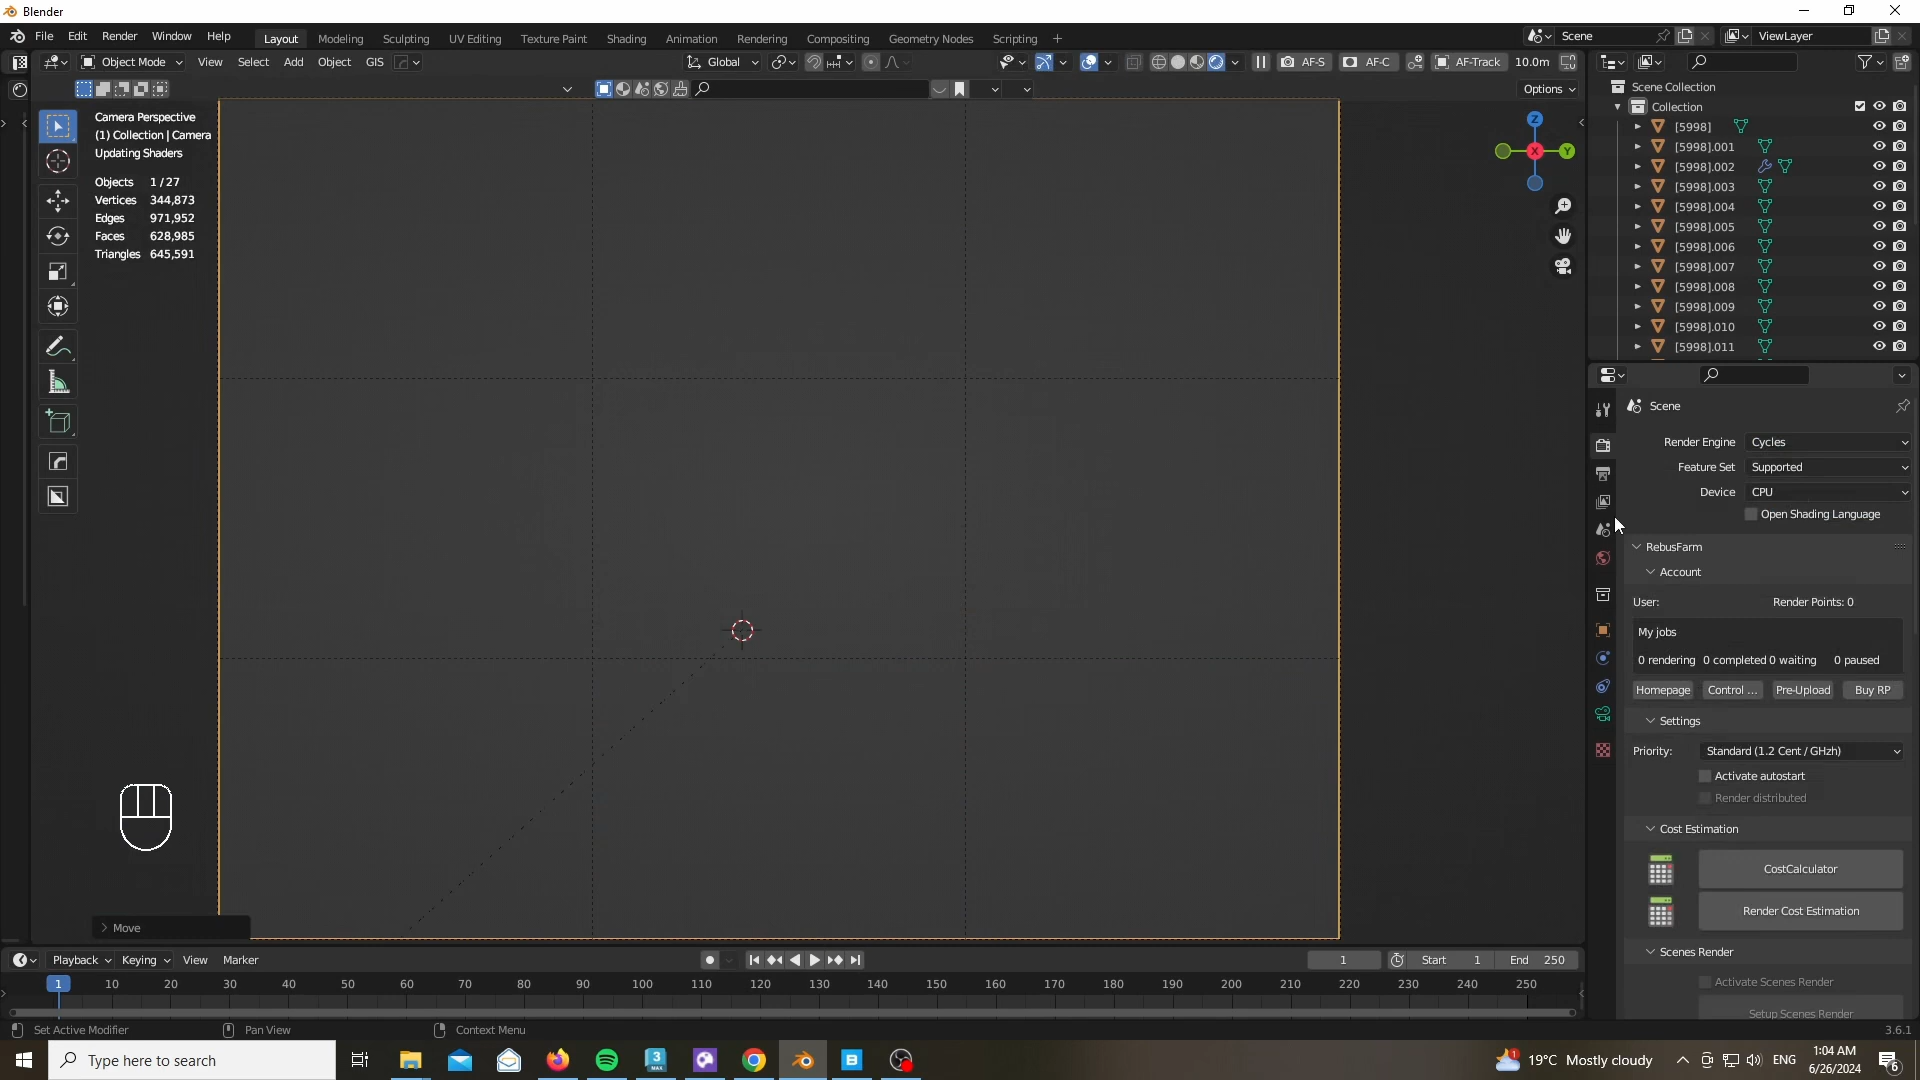 Blender
File Edit Render Window Help Layout Modeling Sculpting UV Editing Texture Paint Shading Animation Rendering Compositing Geometry Nodes Scripting + Scene ViewLayer
Object Mode View Select Add Object GIS Global AF-S AF-C AF-Track 10.0m
Options
Camera Perspective
(1) Collection | Camera
Updating Shaders
Objects 1 / 27
Vertices 344,873
Edges 971,952
Faces 628,985
Triangles 645,591
Z
X
Y
Move
Scene Collection
Collection
[5998]
[5998].001
[5998].002
[5998].003
[5998].004
[5998].005
[5998].006
[5998].007
[5998].008
[5998].009
[5998].010
[5998].011
Scene
Render Engine Cycles
Feature Set Supported
Device CPU
Open Shading Language
RebusFarm
Account
User: Render Points: 0
My jobs
0 rendering 0 completed 0 waiting 0 paused
Homepage Control ... Pre-Upload Buy RP
Settings
Priority: Standard (1.2 Cent / GHzh)
Activate autostart
Render distributed
Cost Estimation
CostCalculator
Render Cost Estimation
Scenes Render
Activate Scenes Render
Setup Scenes Render
Playback Keying View Marker 1 Start 1 End 250
1 10 20 30 40 50 60 70 80 90 100 110 120 130 140 150 160 170 180 190 200 210 220 230 240 250
Set Active Modifier Pan View Context Menu 3.6.1
Type here to search 3 MAX B 1 19°C Mostly cloudy ENG 1:04 AM 6/26/2024 6